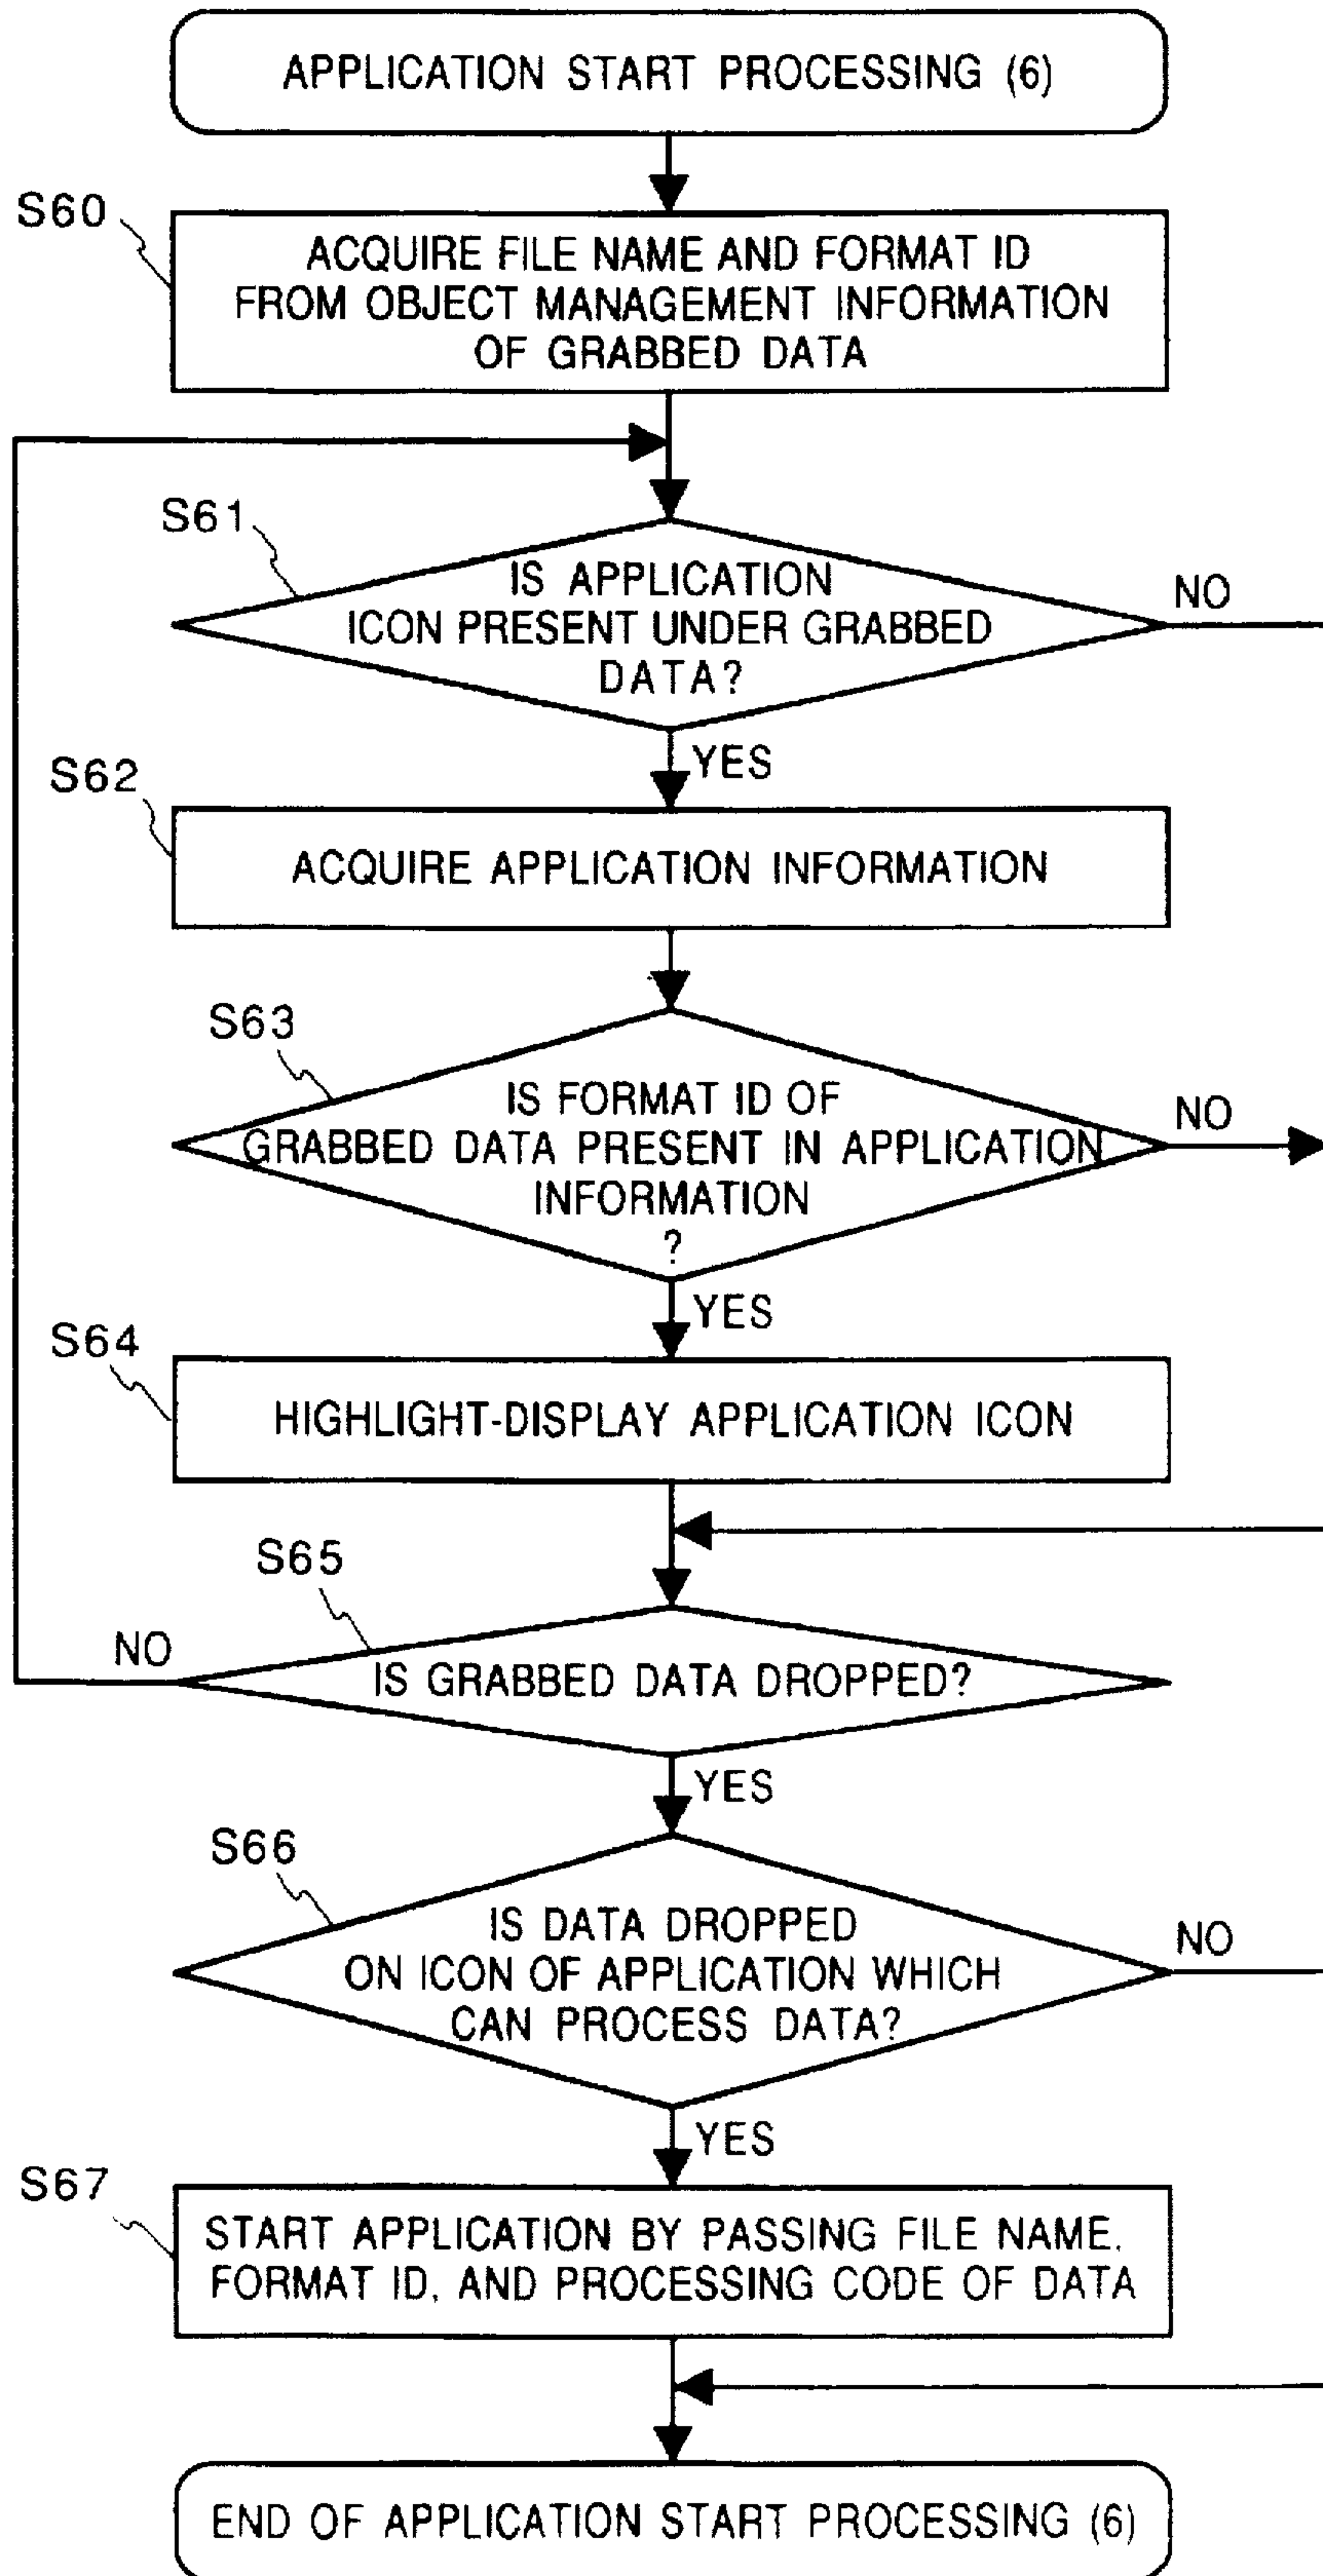 APPLICATION START PROCESSING (6)
S60
ACQUIRE FILE NAME AND FORMAT ID
FROM OBJECT MANAGEMENT INFORMATION
OF GRABBED DATA
S61
IS APPLICATION
ICON PRESENT UNDER GRABBED
DATA?
NO
YES
S62
ACQUIRE APPLICATION INFORMATION
S63
IS FORMAT ID OF
GRABBED DATA PRESENT IN APPLICATION
INFORMATION
?
NO
YES
S64
HIGHLIGHT-DISPLAY APPLICATION ICON
S65
NO
IS GRABBED DATA DROPPED?
YES
S66
IS DATA DROPPED
ON ICON OF APPLICATION WHICH
CAN PROCESS DATA?
NO
YES
S67
START APPLICATION BY PASSING FILE NAME,
FORMAT ID, AND PROCESSING CODE OF DATA
END OF APPLICATION START PROCESSING (6)